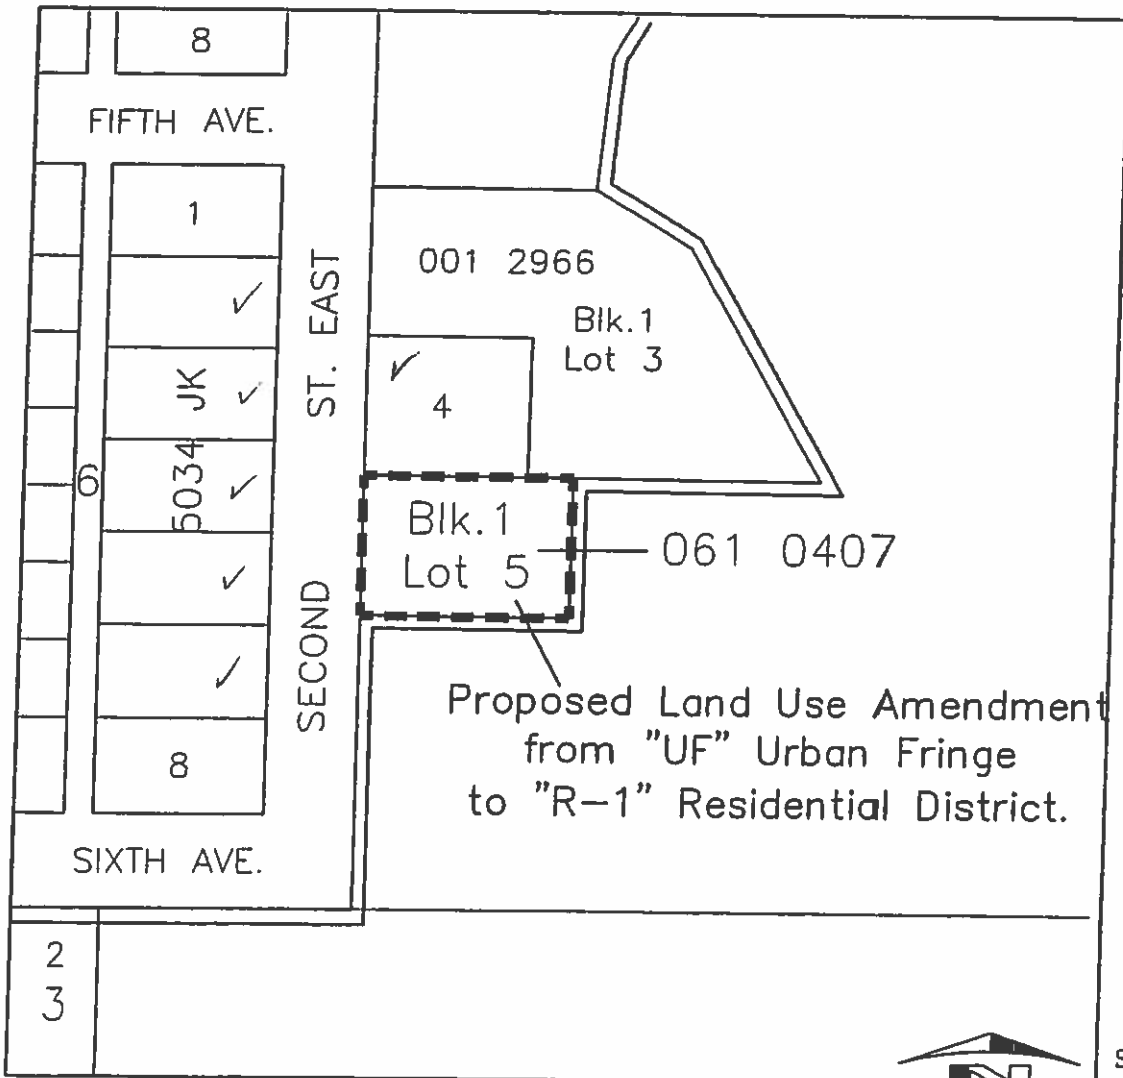 8
FIFTH AVE.
1
001 2966
Blk.1
Lot 3
SECOND ST. EAST
4
5034 JK
6
Blk.1
Lot 5
061 0407
Proposed Land Use Amendment
from "UF" Urban Fringe
to "R-1" Residential District.
8
SIXTH AVE.
2
3